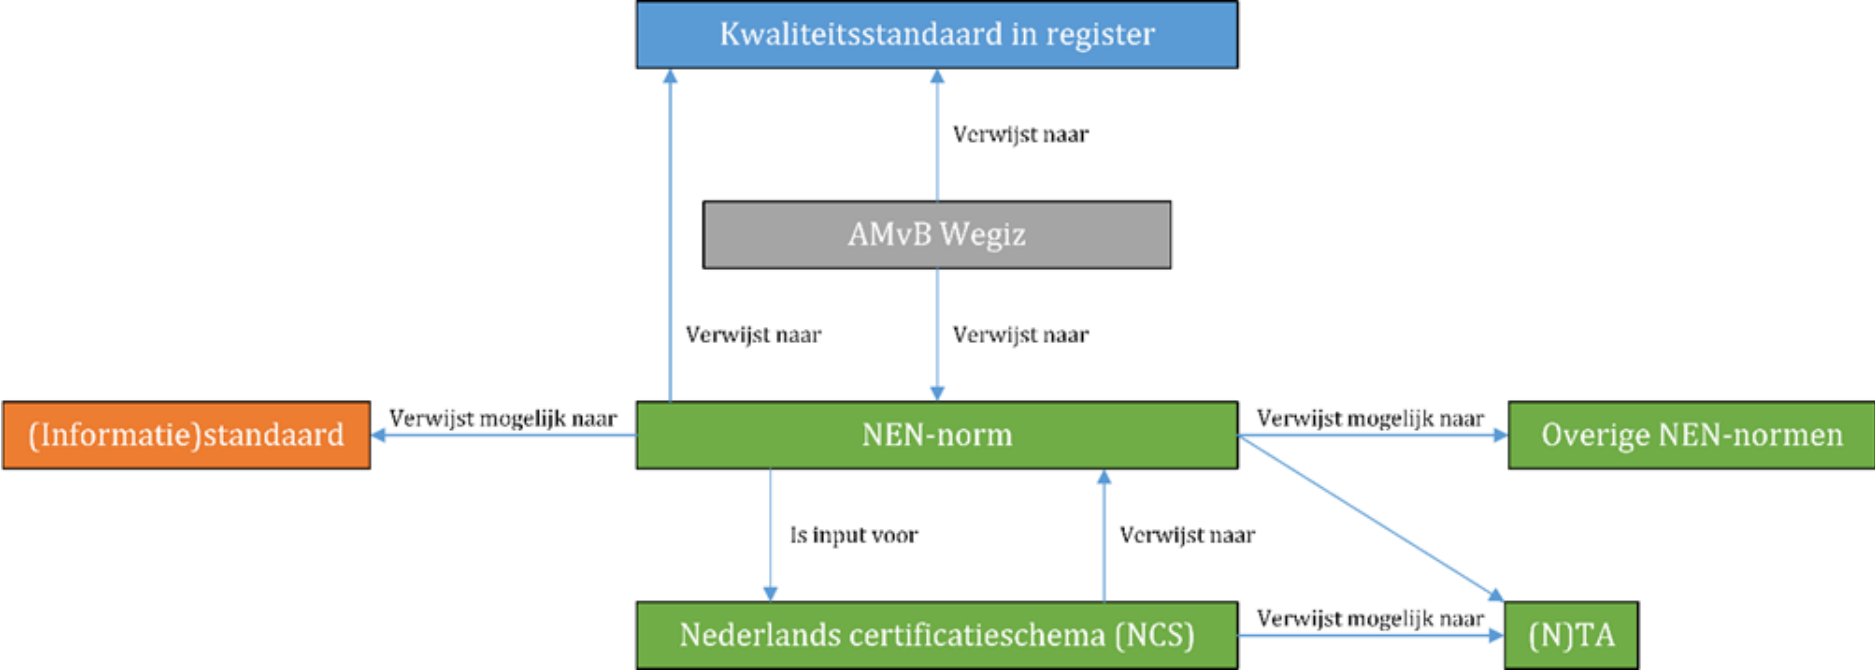 Kwaliteitsstandaard in register
Verwijst naar
AMvB Wegiz
Verwijst naar
Verwijst naar
(Informatie)standaard
Verwijst mogelijk naar
NEN-norm
Verwijst mogelijk naar
Overige NEN-normen
Is input voor
Verwijst naar
Nederlands certificatieschema (NCS)
Verwijst mogelijk naar
(N)TA